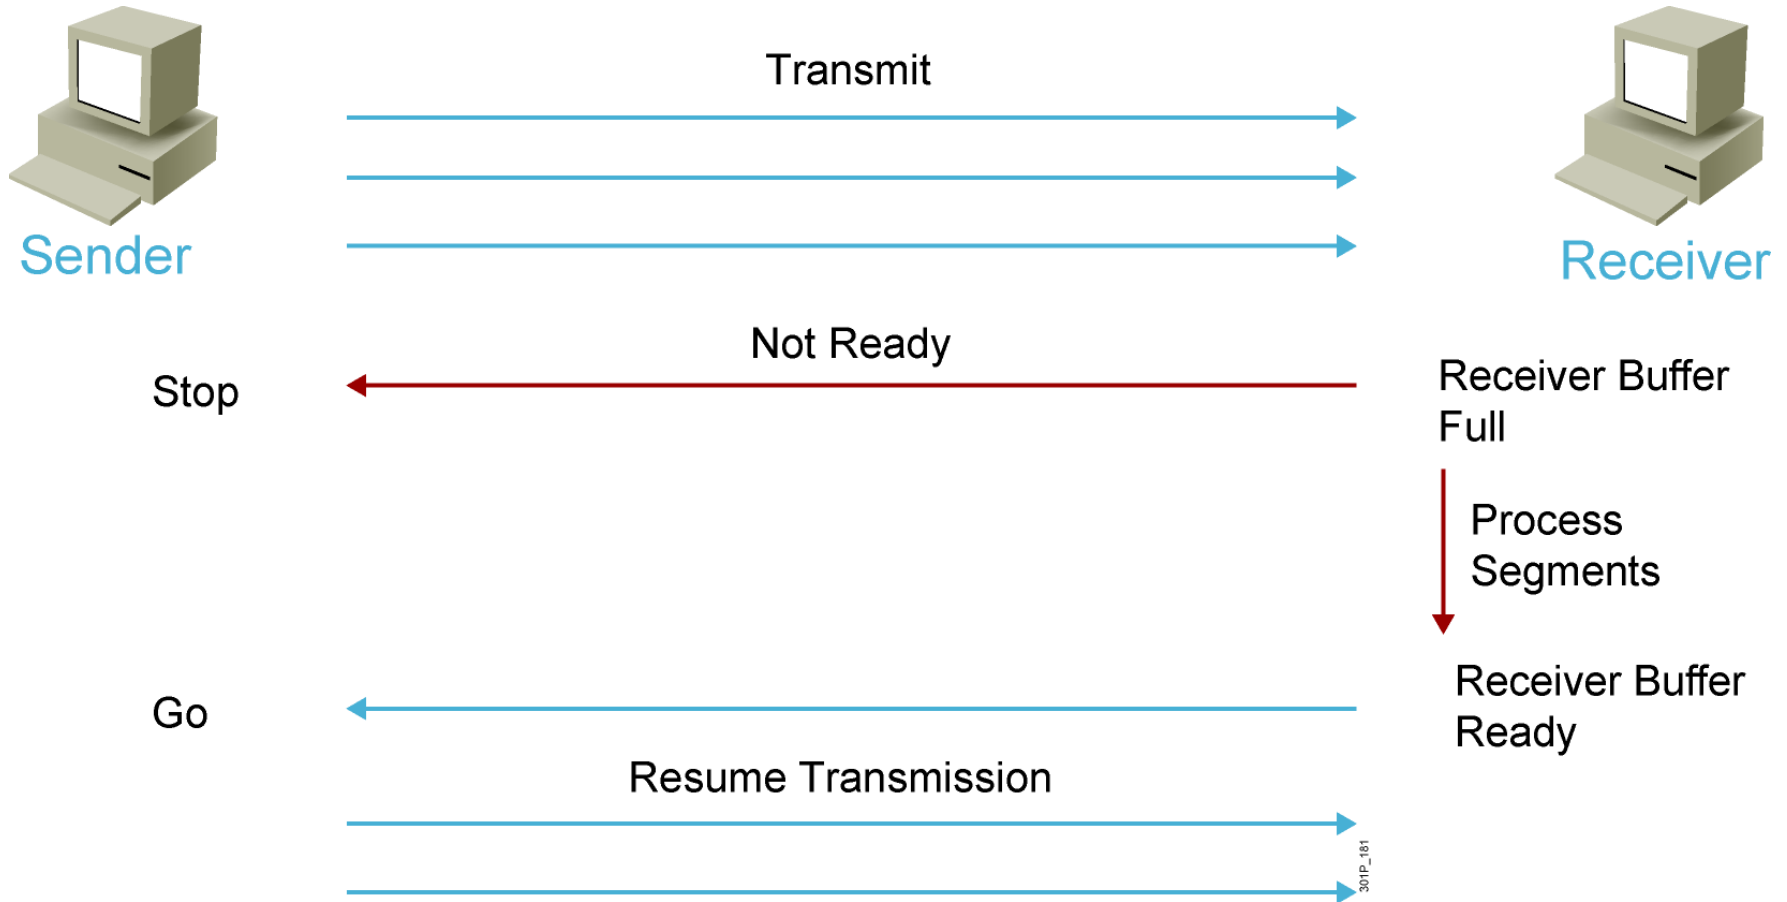 Transmit
Sender
Receiver
Not Ready
Stop
Receiver Buffer
Full
Process
Segments
Go
Receiver Buffer
Ready
Resume Transmission
301P_181